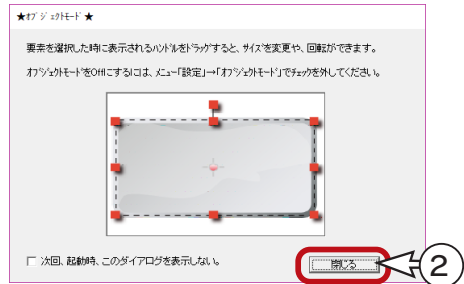 ★ｵﾌﾞｼﾞｪｸﾄﾓｰﾄﾞ★
要素を選択した時に表示されるﾊﾝﾄﾞﾙをﾄﾞﾗｯｸﾞすると、ｻｲｽﾞを変更や、回転ができます。
ｵﾌﾞｼﾞｪｸﾄﾓｰﾄﾞをOffにするには、ﾒﾆｭｰ「設定」→「ｵﾌﾞｼﾞｪｸﾄﾓｰﾄﾞ」でﾁｪｯｸを外してください。
次回、起動時、このダイアログを表示しない。
閉じる
2